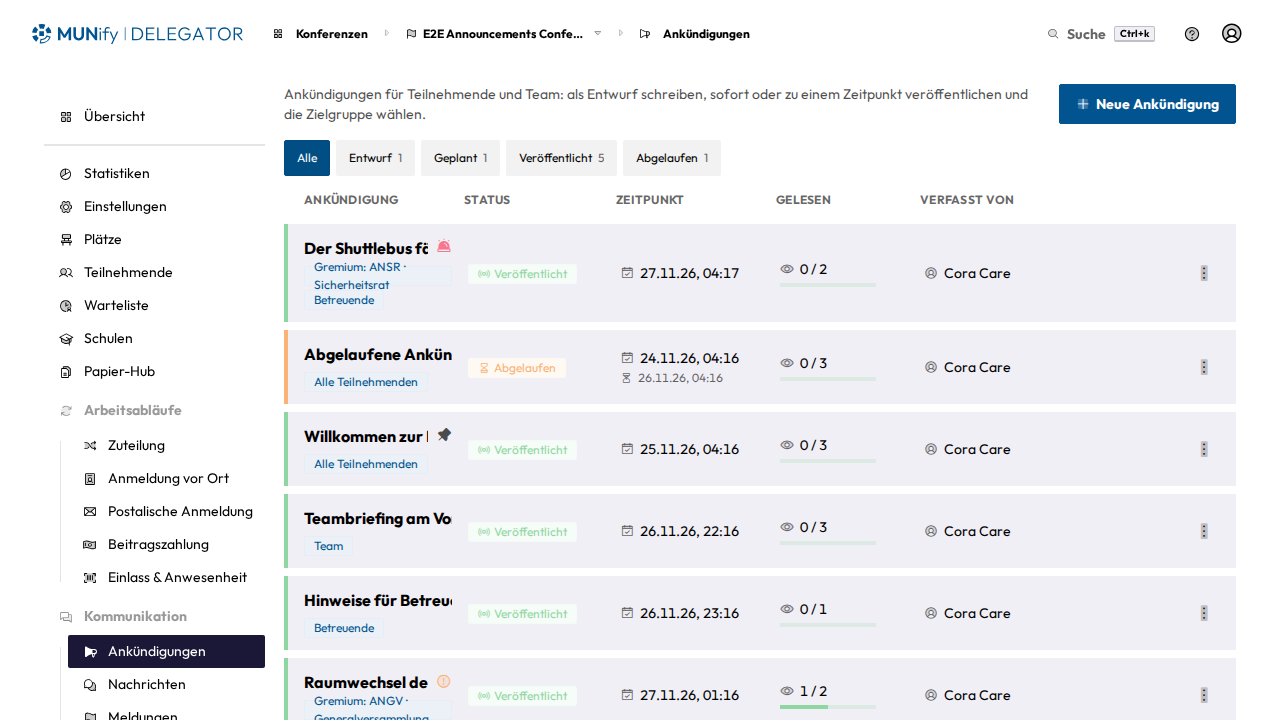 MUNify | DELEGATOR
Konferenzen
E2E Announcements Confe...
Ankündigungen
Suche
Ctrl+k
Übersicht
Statistiken
Einstellungen
Plätze
Teilnehmende
Warteliste
Schulen
Papier-Hub
Arbeitsabläufe
Zuteilung
Anmeldung vor Ort
Postalische Anmeldung
Beitragszahlung
Einlass & Anwesenheit
Kommunikation
Ankündigungen
Nachrichten
Meldungen
Ankündigungen für Teilnehmende und Team: als Entwurf schreiben, sofort oder zu einem Zeitpunkt veröffentlichen und
die Zielgruppe wählen.
Neue Ankündigung
Alle
Entwurf 1
Geplant 1
Veröffentlicht 5
Abgelaufen 1
ANKÜNDIGUNG STATUS ZEITPUNKT GELESEN VERFASST VON
Der Shuttlebus fä
Gremium: ANSR ·
Sicherheitsrat
Betreuende
Veröffentlicht
27.11.26, 04:17
0 / 2
Cora Care
Abgelaufene Ankün
Alle Teilnehmenden
Abgelaufen
24.11.26, 04:16
26.11.26, 04:16
0 / 3
Cora Care
Willkommen zur
Alle Teilnehmenden
Veröffentlicht
25.11.26, 04:16
0 / 3
Cora Care
Teambriefing am Vo
Team
Veröffentlicht
26.11.26, 22:16
0 / 3
Cora Care
Hinweise für Betreu
Betreuende
Veröffentlicht
26.11.26, 23:16
0 / 1
Cora Care
Raumwechsel de
Gremium: ANGV ·
Generalversammlung
Veröffentlicht
27.11.26, 01:16
1 / 2
Cora Care